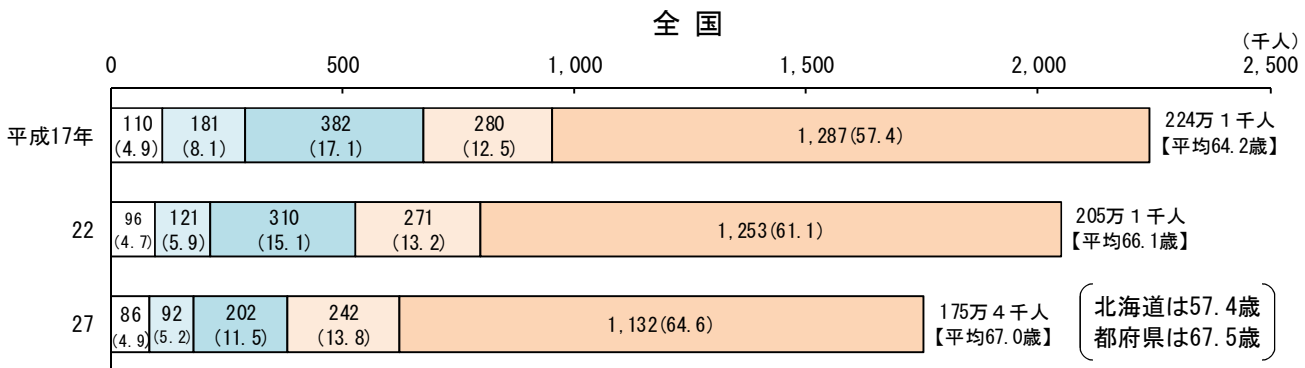 全 国
(千人)
0 500 1,000 1,500 2,000 2,500
平成17年
110
(4.9)
181
(8.1)
382
(17.1)
280
(12.5)
1,287(57.4)
224万1千人
【平均64.2歳】
22
96
(4.7)
121
(5.9)
310
(15.1)
271
(13.2)
1,253(61.1)
205万1千人
【平均66.1歳】
27
86
(4.9)
92
(5.2)
202
(11.5)
242
(13.8)
1,132(64.6)
175万4千人
【平均67.0歳】
北海道は57.4歳
都府県は67.5歳